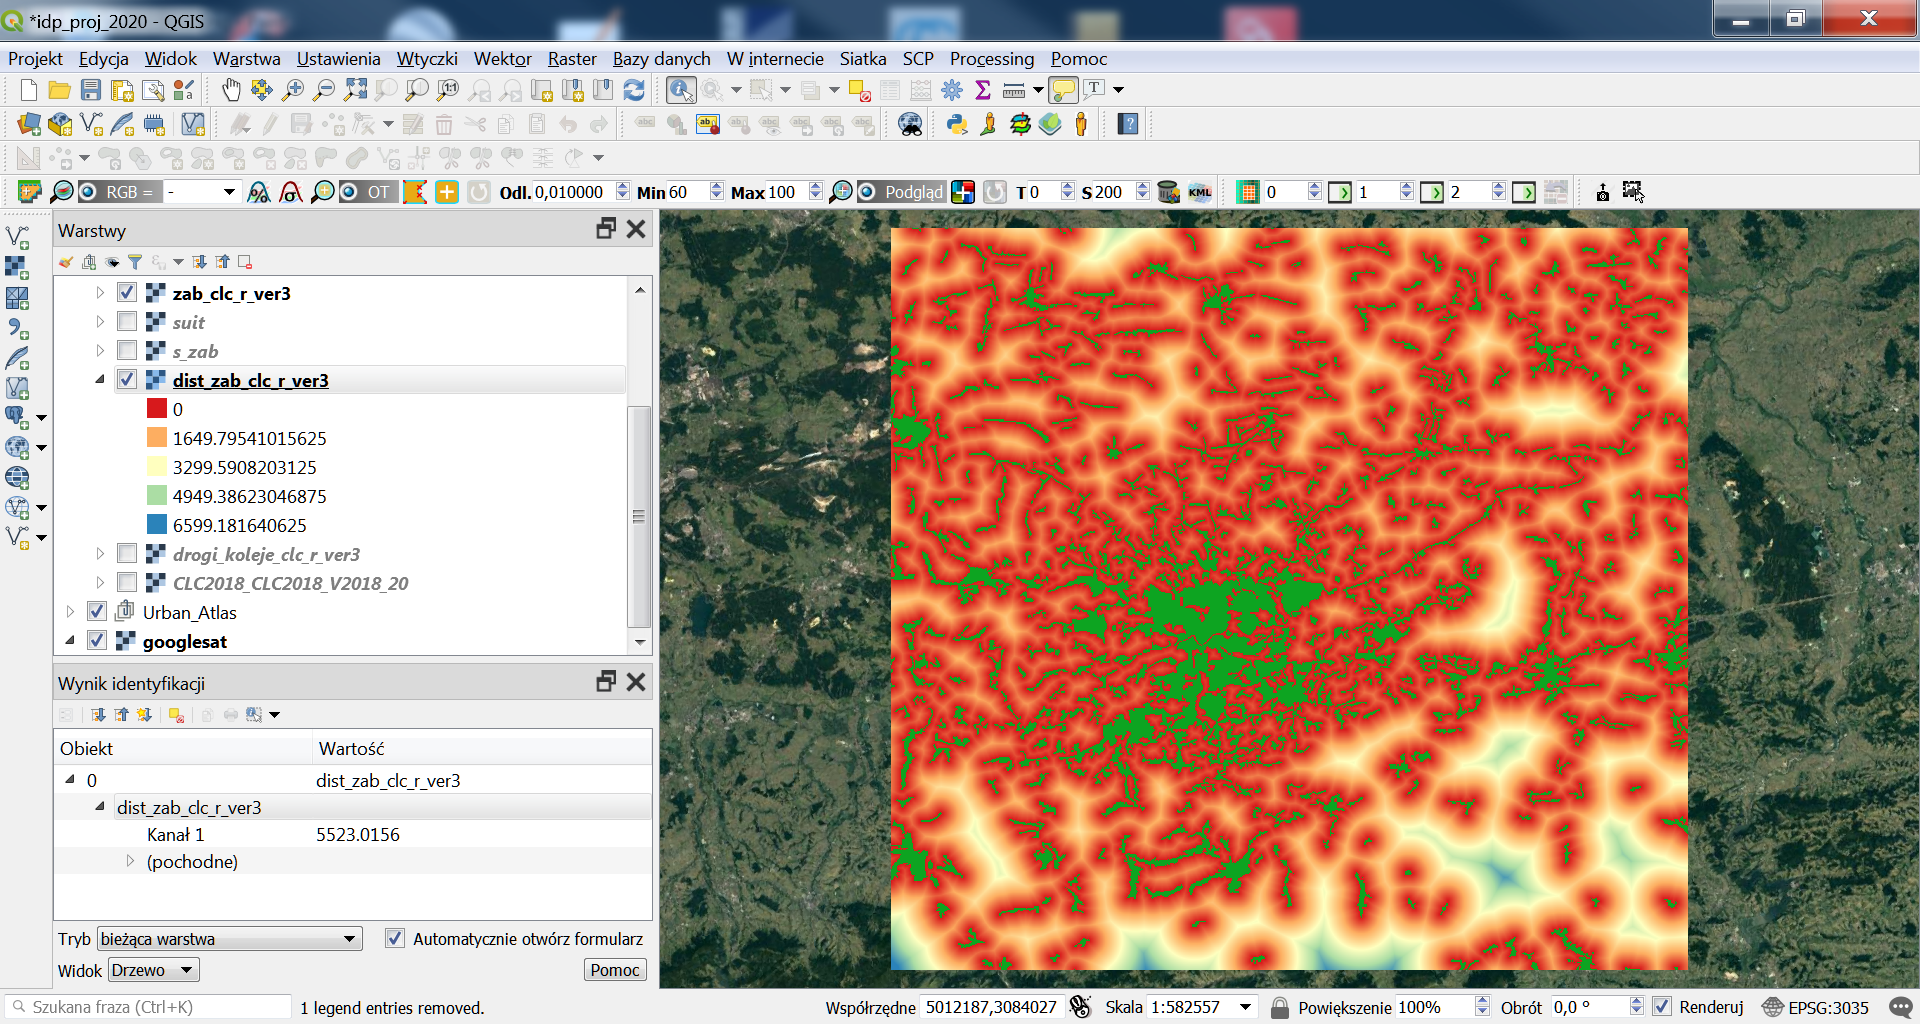 *idp_proj_2020 - QGIS
Projekt Edycja Widok Warstwa Ustawienia Wtyczki Wektor Raster Bazy danych W internecie Siatka SCP Processing Pomoc
RGB = - OT Odl. 0,010000 Min 60 Max 100 Podgląd T 0 S 200 KML 0 1 2
Warstwy
zab_clc_r_ver3
suit
s_zab
dist_zab_clc_r_ver3
0
1649.79541015625
3299.5908203125
4949.38623046875
6599.181640625
drogi_koleje_clc_r_ver3
CLC2018_CLC2018_V2018_20
Urban_Atlas
googlesat
Wynik identyfikacji
Obiekt Wartość
0 dist_zab_clc_r_ver3
dist_zab_clc_r_ver3
Kanał 1 5523.0156
(pochodne)
Tryb bieżąca warstwa Automatycznie otwórz formularz
Widok Drzewo Pomoc
Szukana fraza (Ctrl+K) 1 legend entries removed. Współrzędne 5012187,3084027 Skala 1:582557 Powiększenie 100% Obrót 0,0 ° Renderuj EPSG:3035